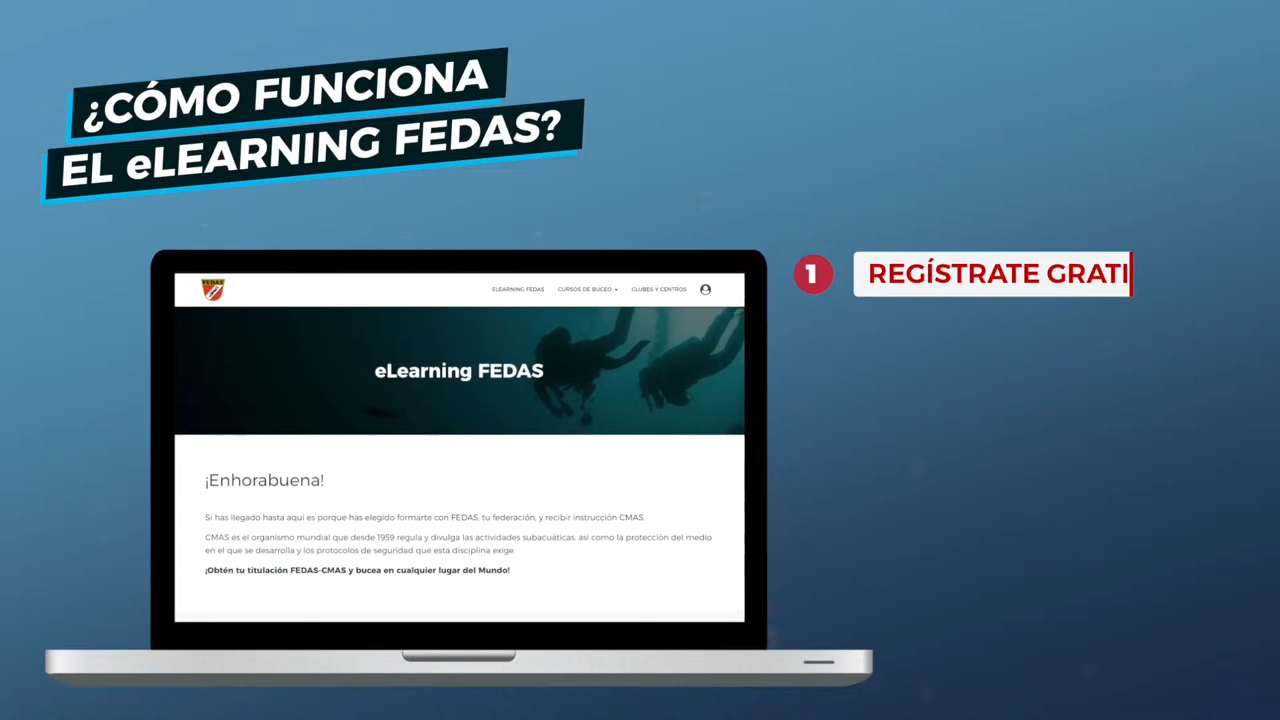 ¿CÓMO FUNCIONA
EL eLEARNING FEDAS?
1 REGÍSTRATE GRATI
FEDAS
ELEARNING FEDAS CURSOS DE BUCEO CLUBES Y CENTROS
eLearning FEDAS
¡Enhorabuena!
Si has llegado hasta aquí es porque has elegido formarte con FEDAS, tu federación, y recibir instrucción CMAS.
CMAS es el organismo mundial que desde 1959 regula y divulga las actividades subacuáticas, así como la protección del medio
en el que se desarrolla y los protocolos de seguridad que esta disciplina exige.
¡Obtén tu titulación FEDAS-CMAS y bucea en cualquier lugar del Mundo!